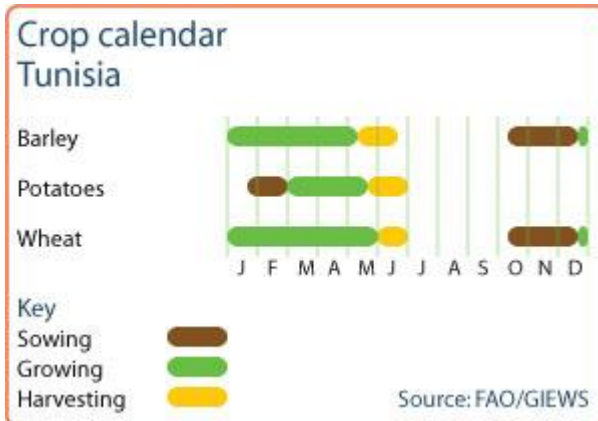 Crop calendar
Tunisia
Barley
Potatoes
Wheat
J F M A M J J A S O N D
Key
Sowing
Growing
Harvesting
Source: FAO/GIEWS